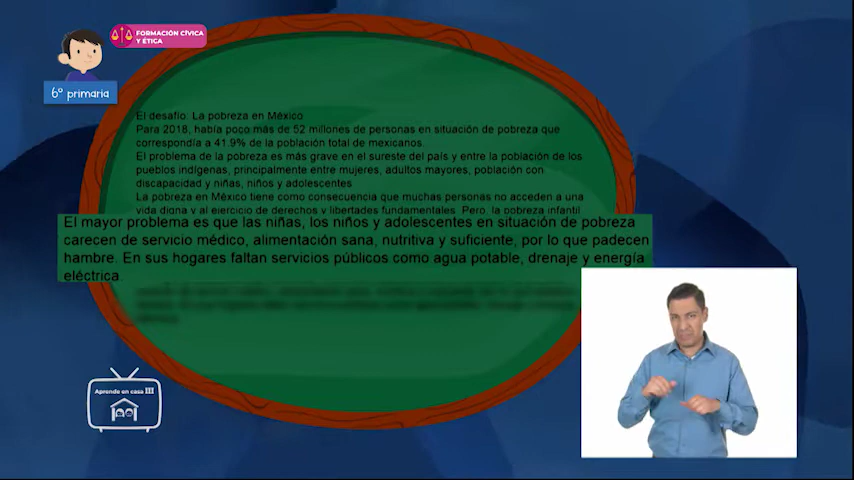 FORMACIÓN CÍVICA
Y ÉTICA
6° primaria
El desafío: La pobreza en México
Para 2018, había poco más de 52 millones de personas en situación de pobreza que
correspondía a 41.9% de la población total de mexicanos.
El problema de la pobreza es más grave en el sureste del país y entre la población de los
pueblos indígenas, principalmente entre mujeres, adultos mayores, población con
discapacidad y niñas, niños y adolescentes
La pobreza en México tiene como consecuencia que muchas personas no acceden a una
vida digna y al ejercicio de derechos y libertades fundamentales. Pero, la pobreza infantil
El mayor problema es que las niñas, los niños y adolescentes en situación de pobreza
carecen de servicio médico, alimentación sana, nutritiva y suficiente, por lo que padecen
hambre. En sus hogares faltan servicios públicos como agua potable, drenaje y energía
eléctrica.
Aprende en casa III